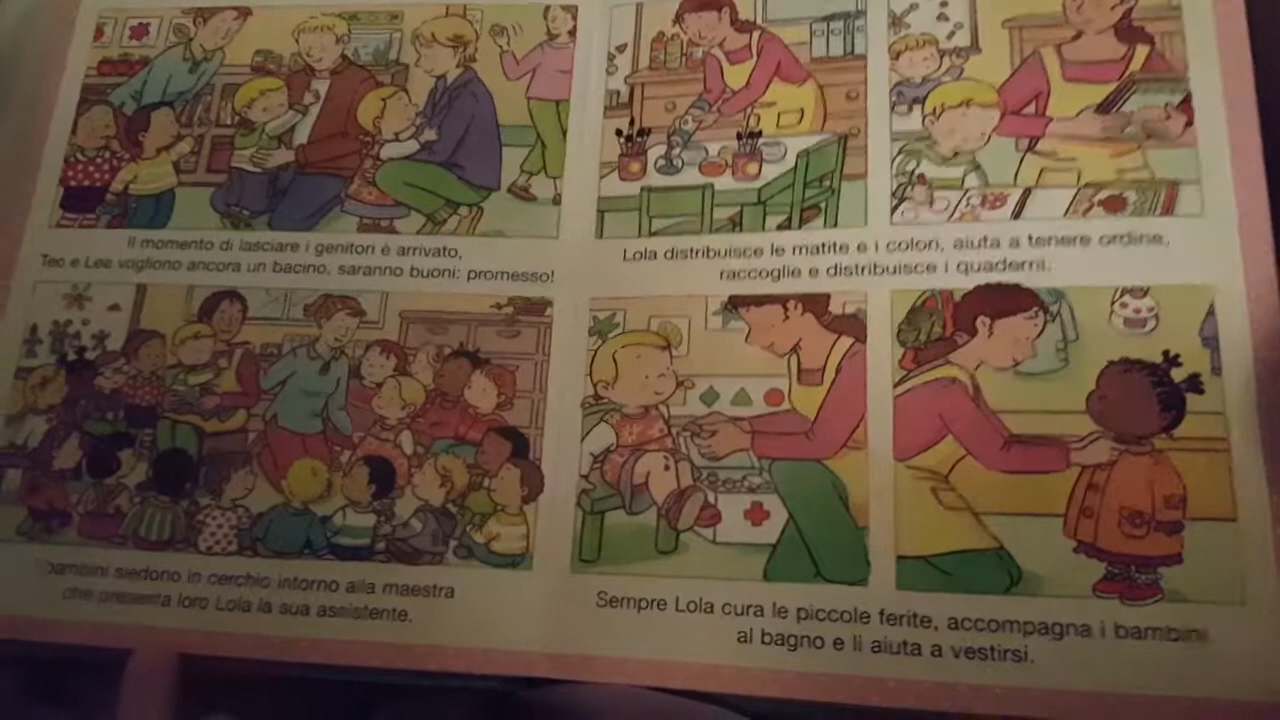 Il momento di lasciare i genitori è arrivato,
Teo e Lea vogliono ancora un bacino, saranno buoni: promesso!
bambini siedono in cerchio intorno alla maestra
che presenta loro Lola la sua assistente.
Lola distribuisce le matite e i colori, aiuta a tenere ordine,
raccoglie e distribuisce i quaderni.
Sempre Lola cura le piccole ferite, accompagna i bambini
al bagno e li aiuta a vestirsi.